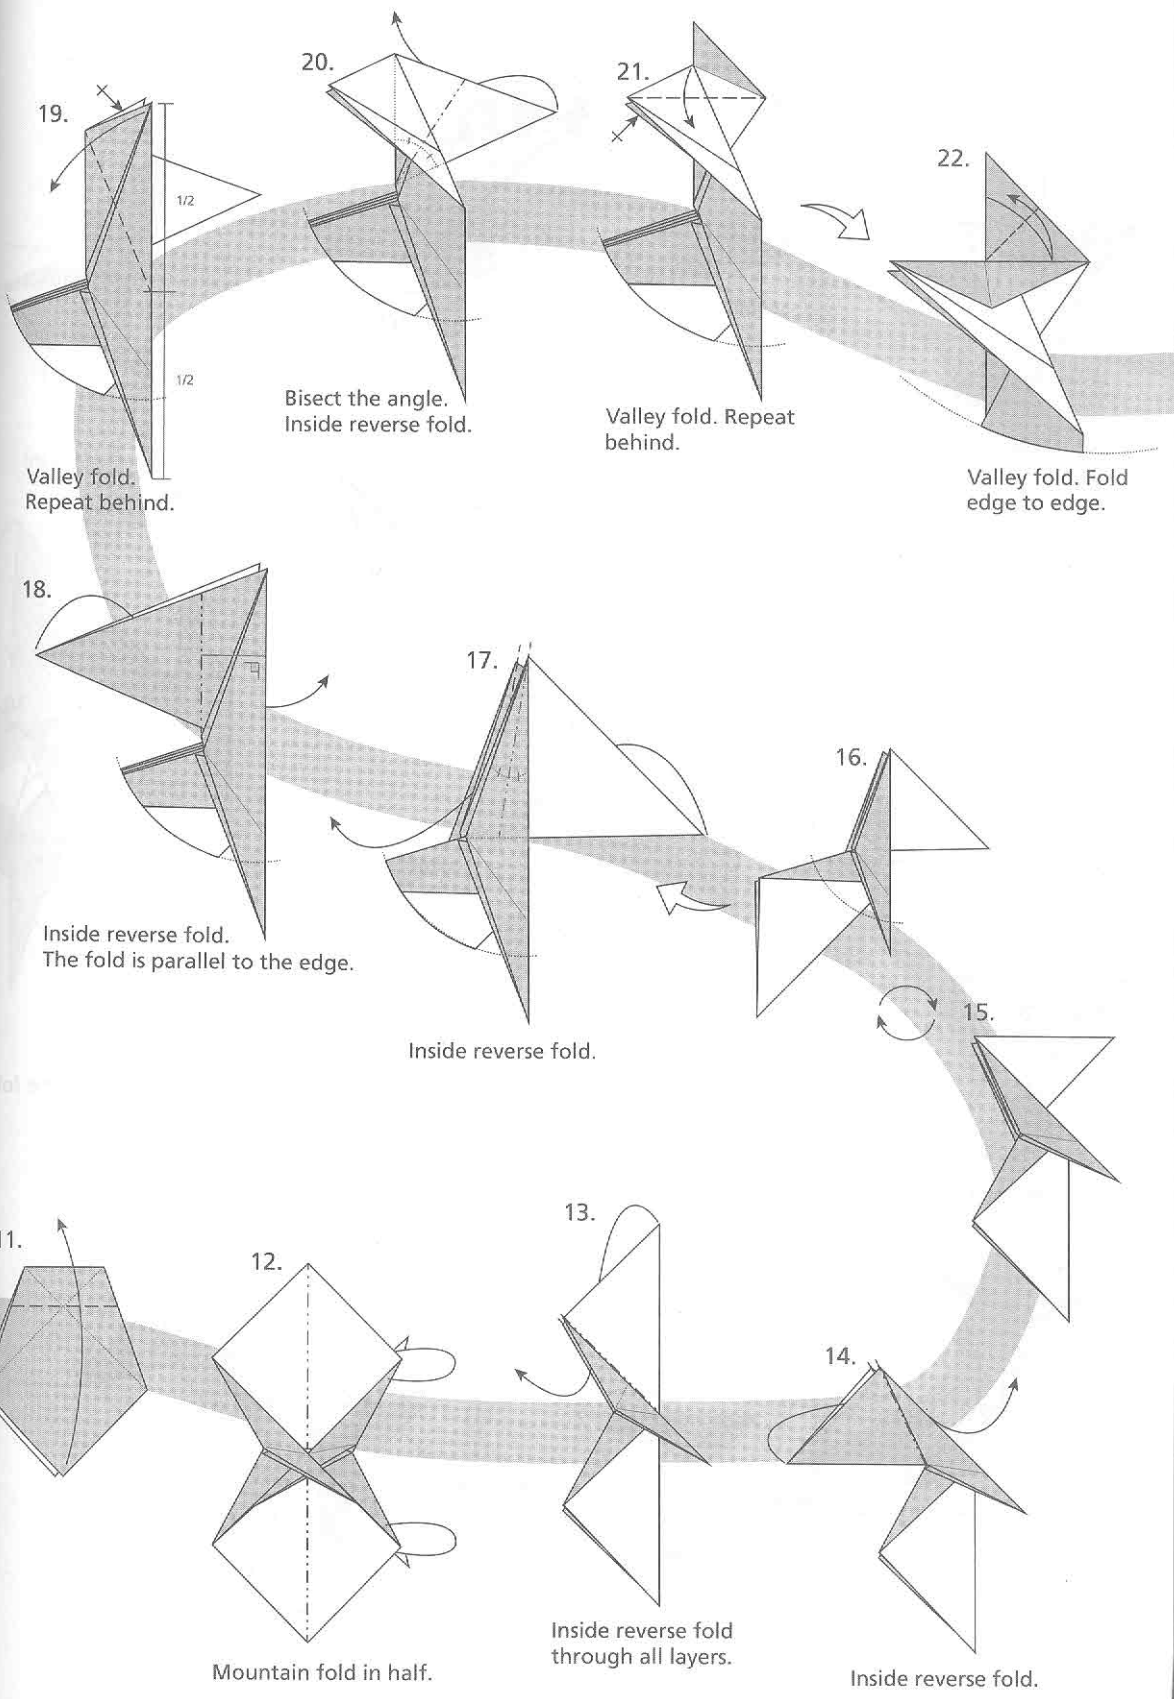 19.
1/2
1/2
Valley fold.
Repeat behind.
20.
Bisect the angle.
Inside reverse fold.
21.
Valley fold. Repeat
behind.
22.
Valley fold. Fold
edge to edge.
18.
Inside reverse fold.
The fold is parallel to the edge.
17.
Inside reverse fold.
16.
15.
11.
12.
Mountain fold in half.
13.
Inside reverse fold
through all layers.
14.
Inside reverse fold.